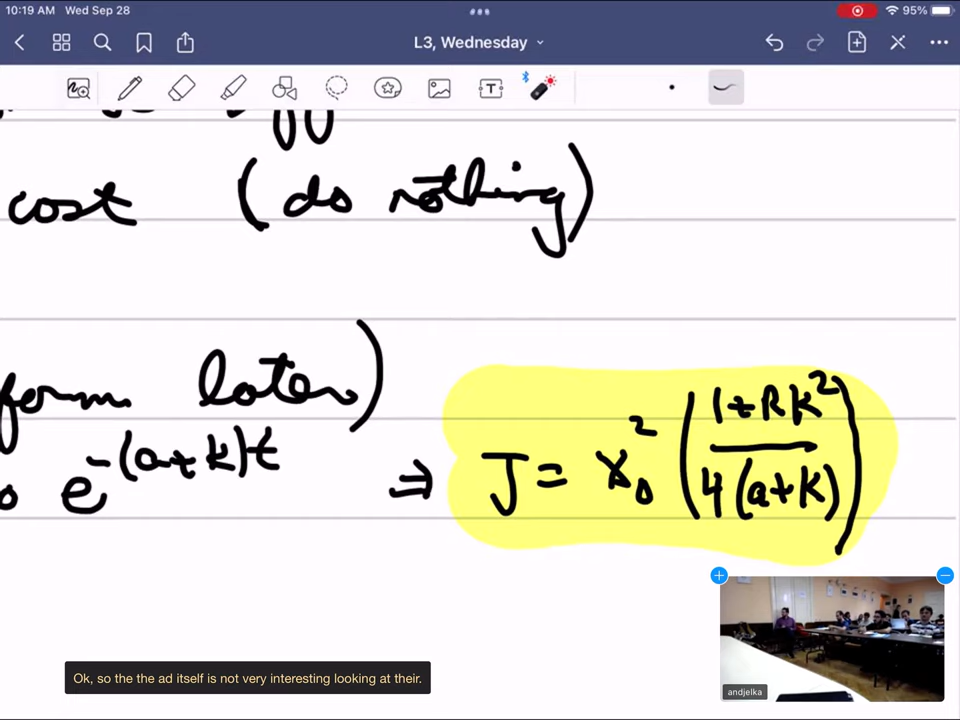 10:19 AM Wed Sep 28
95%
L3, Wednesday
T
cost (do nothing)
form later)
e^{-(a+k)t} ⇒ J = x_0^2 ((1+Rk^2)/(4(a+k)))
Ok, so the the ad itself is not very interesting looking at their.
andjelka